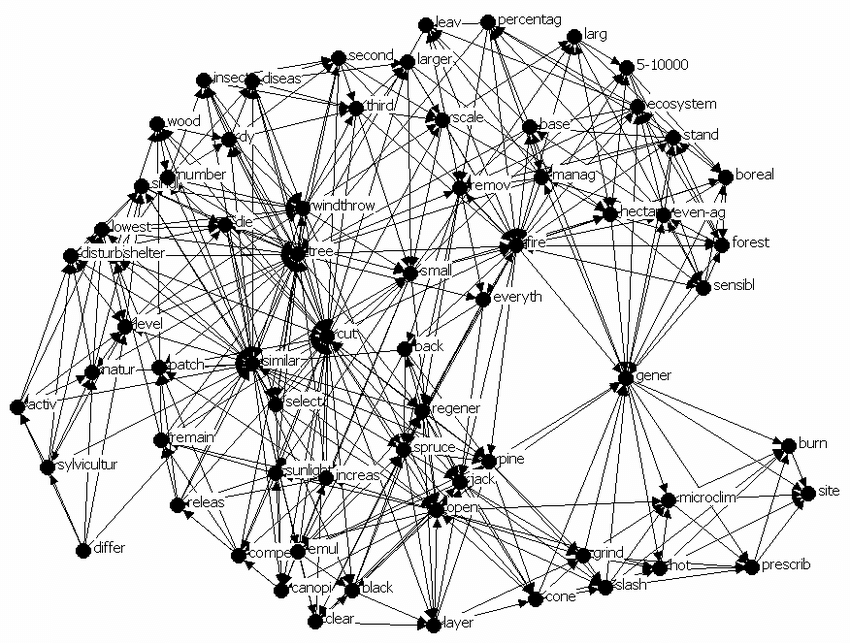 leav
percentag
larg
second
larger
5-10000
insect
diseas
third
scale
ecosystem
wood
dy
base
stand
number
singl
remov
manag
boreal
windthrow
hectar
even-ag
lowest
die
tree
fire
forest
disturb
shelter
small
sensibl
everyth
level
cut
back
similar
patch
natur
gener
select
activ
regener
remain
spruce
burn
sylvicultur
sunlight
increas
pine
jack
site
releas
open
microclim
differ
compe
emul
grind
hot
prescrib
canopi
black
slash
cone
clear
layer